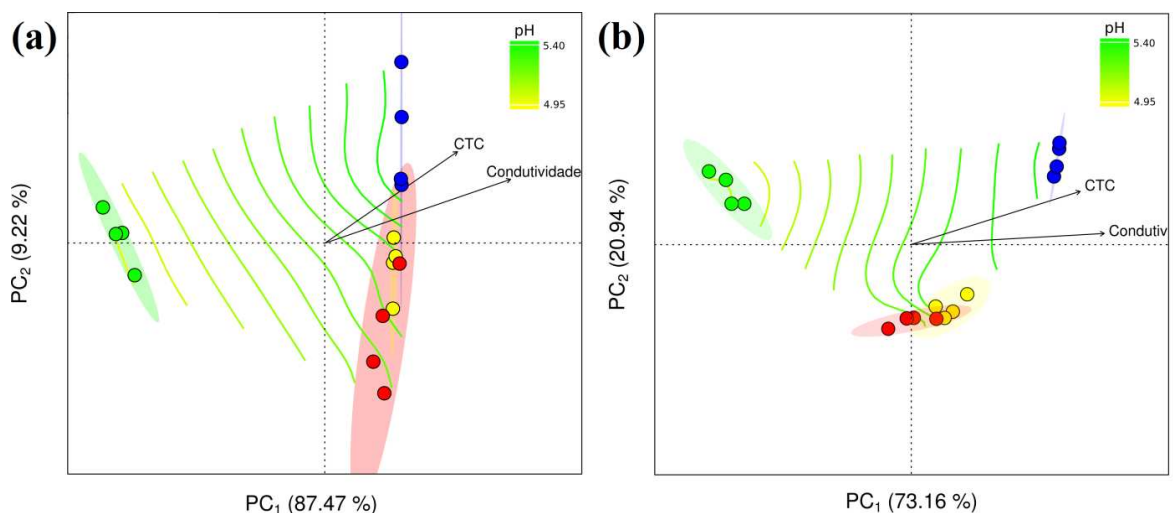 (a)
pH
5.40
4.95
CTC
Condutividade
PC₂ (9.22 %)
PC₁ (87.47 %)
(b)
pH
5.40
4.95
CTC
Condutiv
PC₂ (20.94 %)
PC₁ (73.16 %)